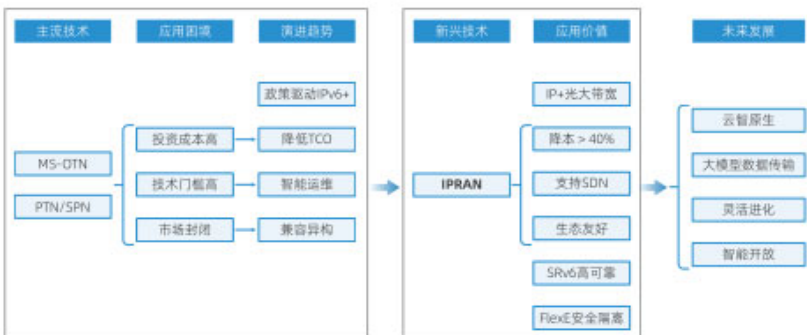 主流技术
应用困境
演进趋势
新兴技术
应用价值
未来发展
政策驱动IPv6+
投资成本高
降低TCO
MS-OTN
技术门槛高
智能运维
PTN/SPN
市场封闭
兼容异构
IPRAN
IP+光大带宽
降本＞40%
支持SDN
生态友好
SRv6高可靠
FlexE安全隔离
云智原生
大模型数据传输
灵活进化
智能开放